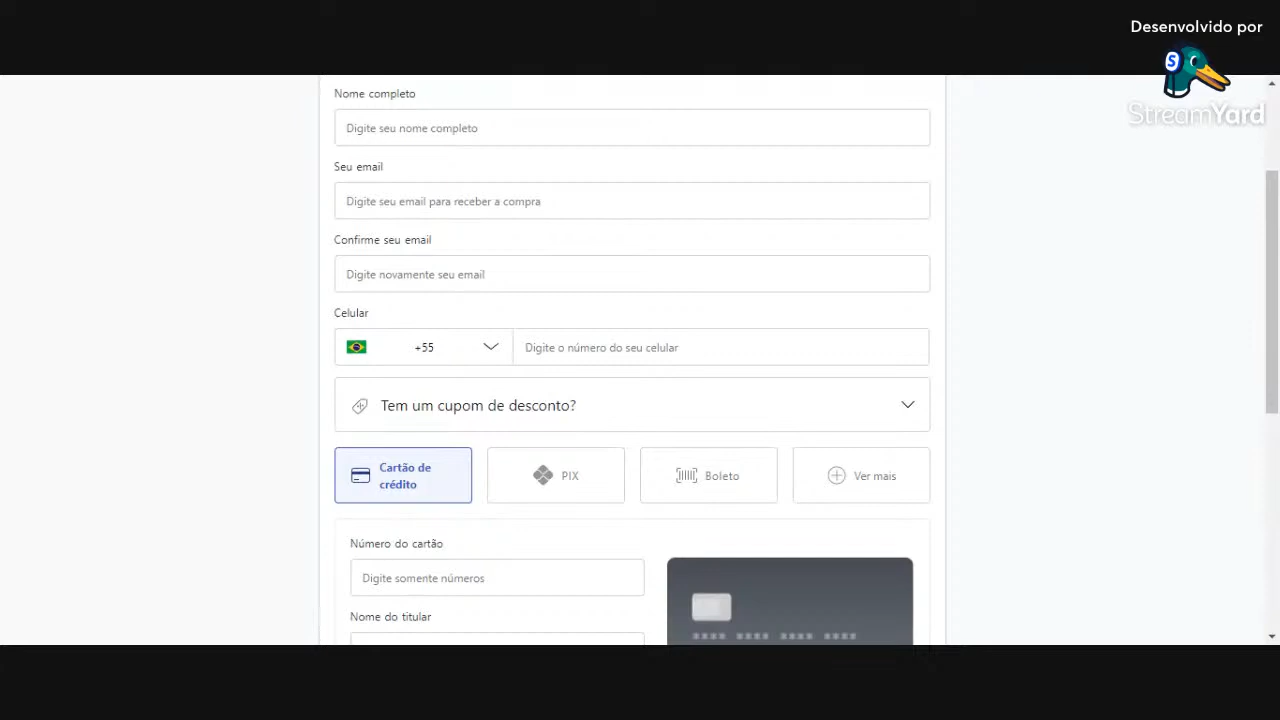 Desenvolvido por
S
StreamYard
Nome completo
Digite seu nome completo
Seu email
Digite seu email para receber a compra
Confirme seu email
Digite novamente seu email
Celular
+55
Digite o número do seu celular
Tem um cupom de desconto?
Cartão de
crédito
PIX
Boleto
Ver mais
Número do cartão
Digite somente números
Nome do titular
**** **** **** ****